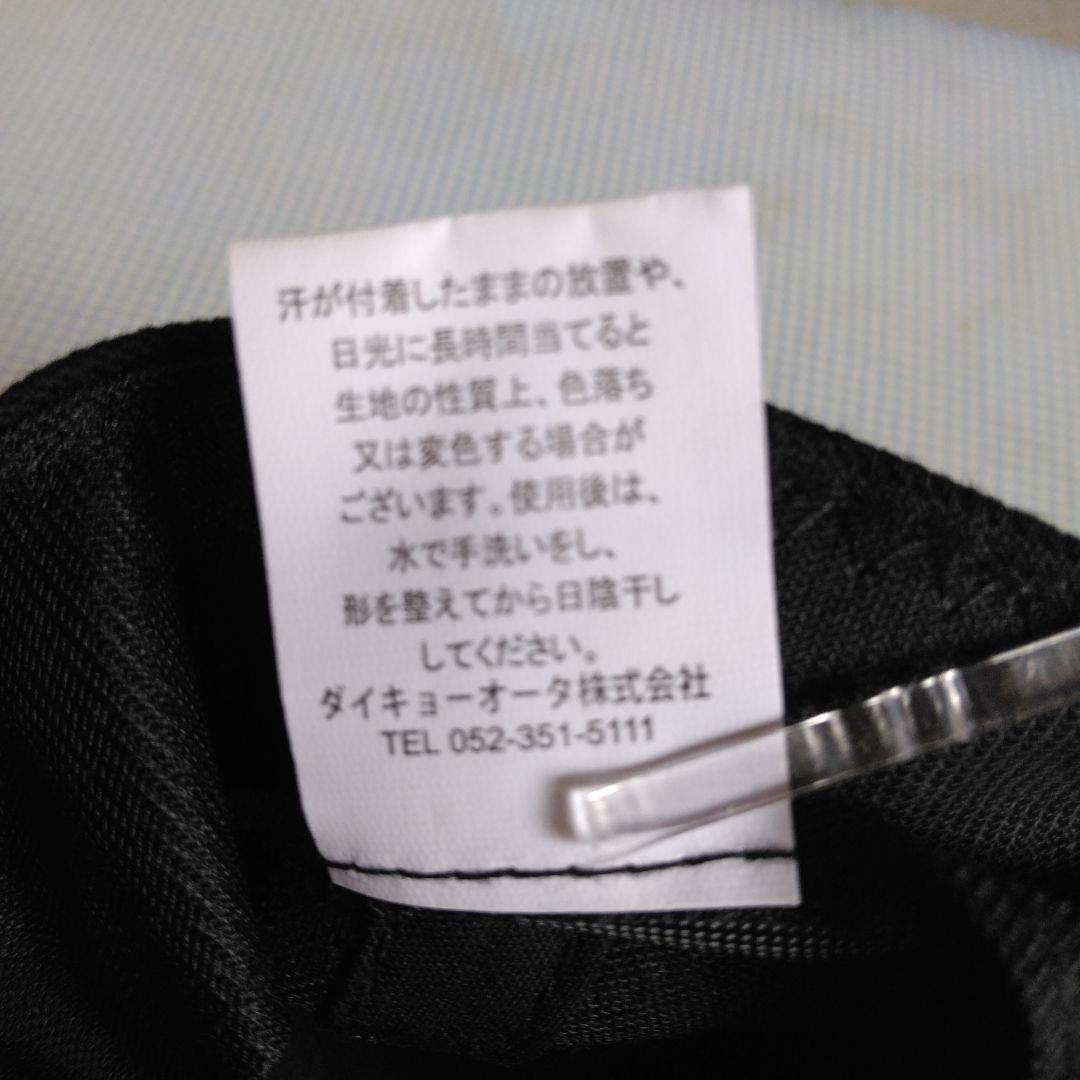 汗が付着したままの放置や、
日光に長時間当てると
生地の性質上、色落ち
又は変色する場合が
ございます。使用後は、
水で手洗いをし、
形を整えてから日陰干し
してください。
ダイキョーオータ株式会社
TEL 052-351-5111